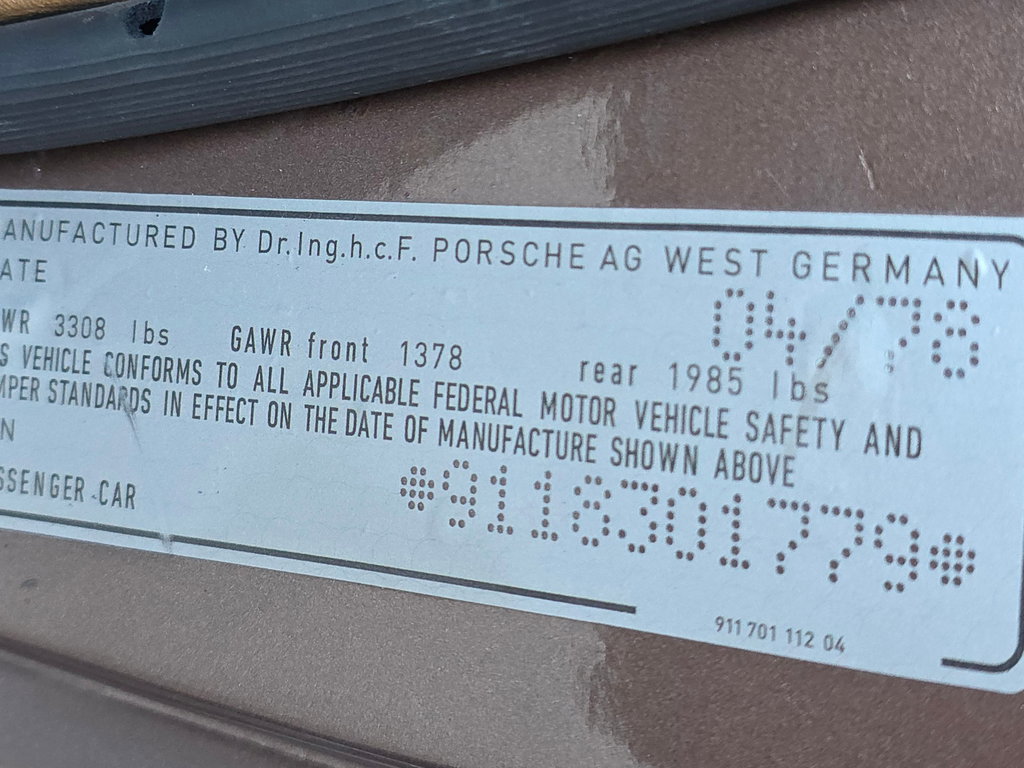 ANUFACTURED BY Dr.Ing.h.c.F. PORSCHE AG WEST GERMANY
ATE 04/78
WR 3308 lbs GAWR front 1378 rear 1985 lbs
S VEHICLE CONFORMS TO ALL APPLICABLE FEDERAL MOTOR VEHICLE SAFETY AND
MPER STANDARDS IN EFFECT ON THE DATE OF MANUFACTURE SHOWN ABOVE
N #9118301779#
SSENGER CAR
911 701 112 04